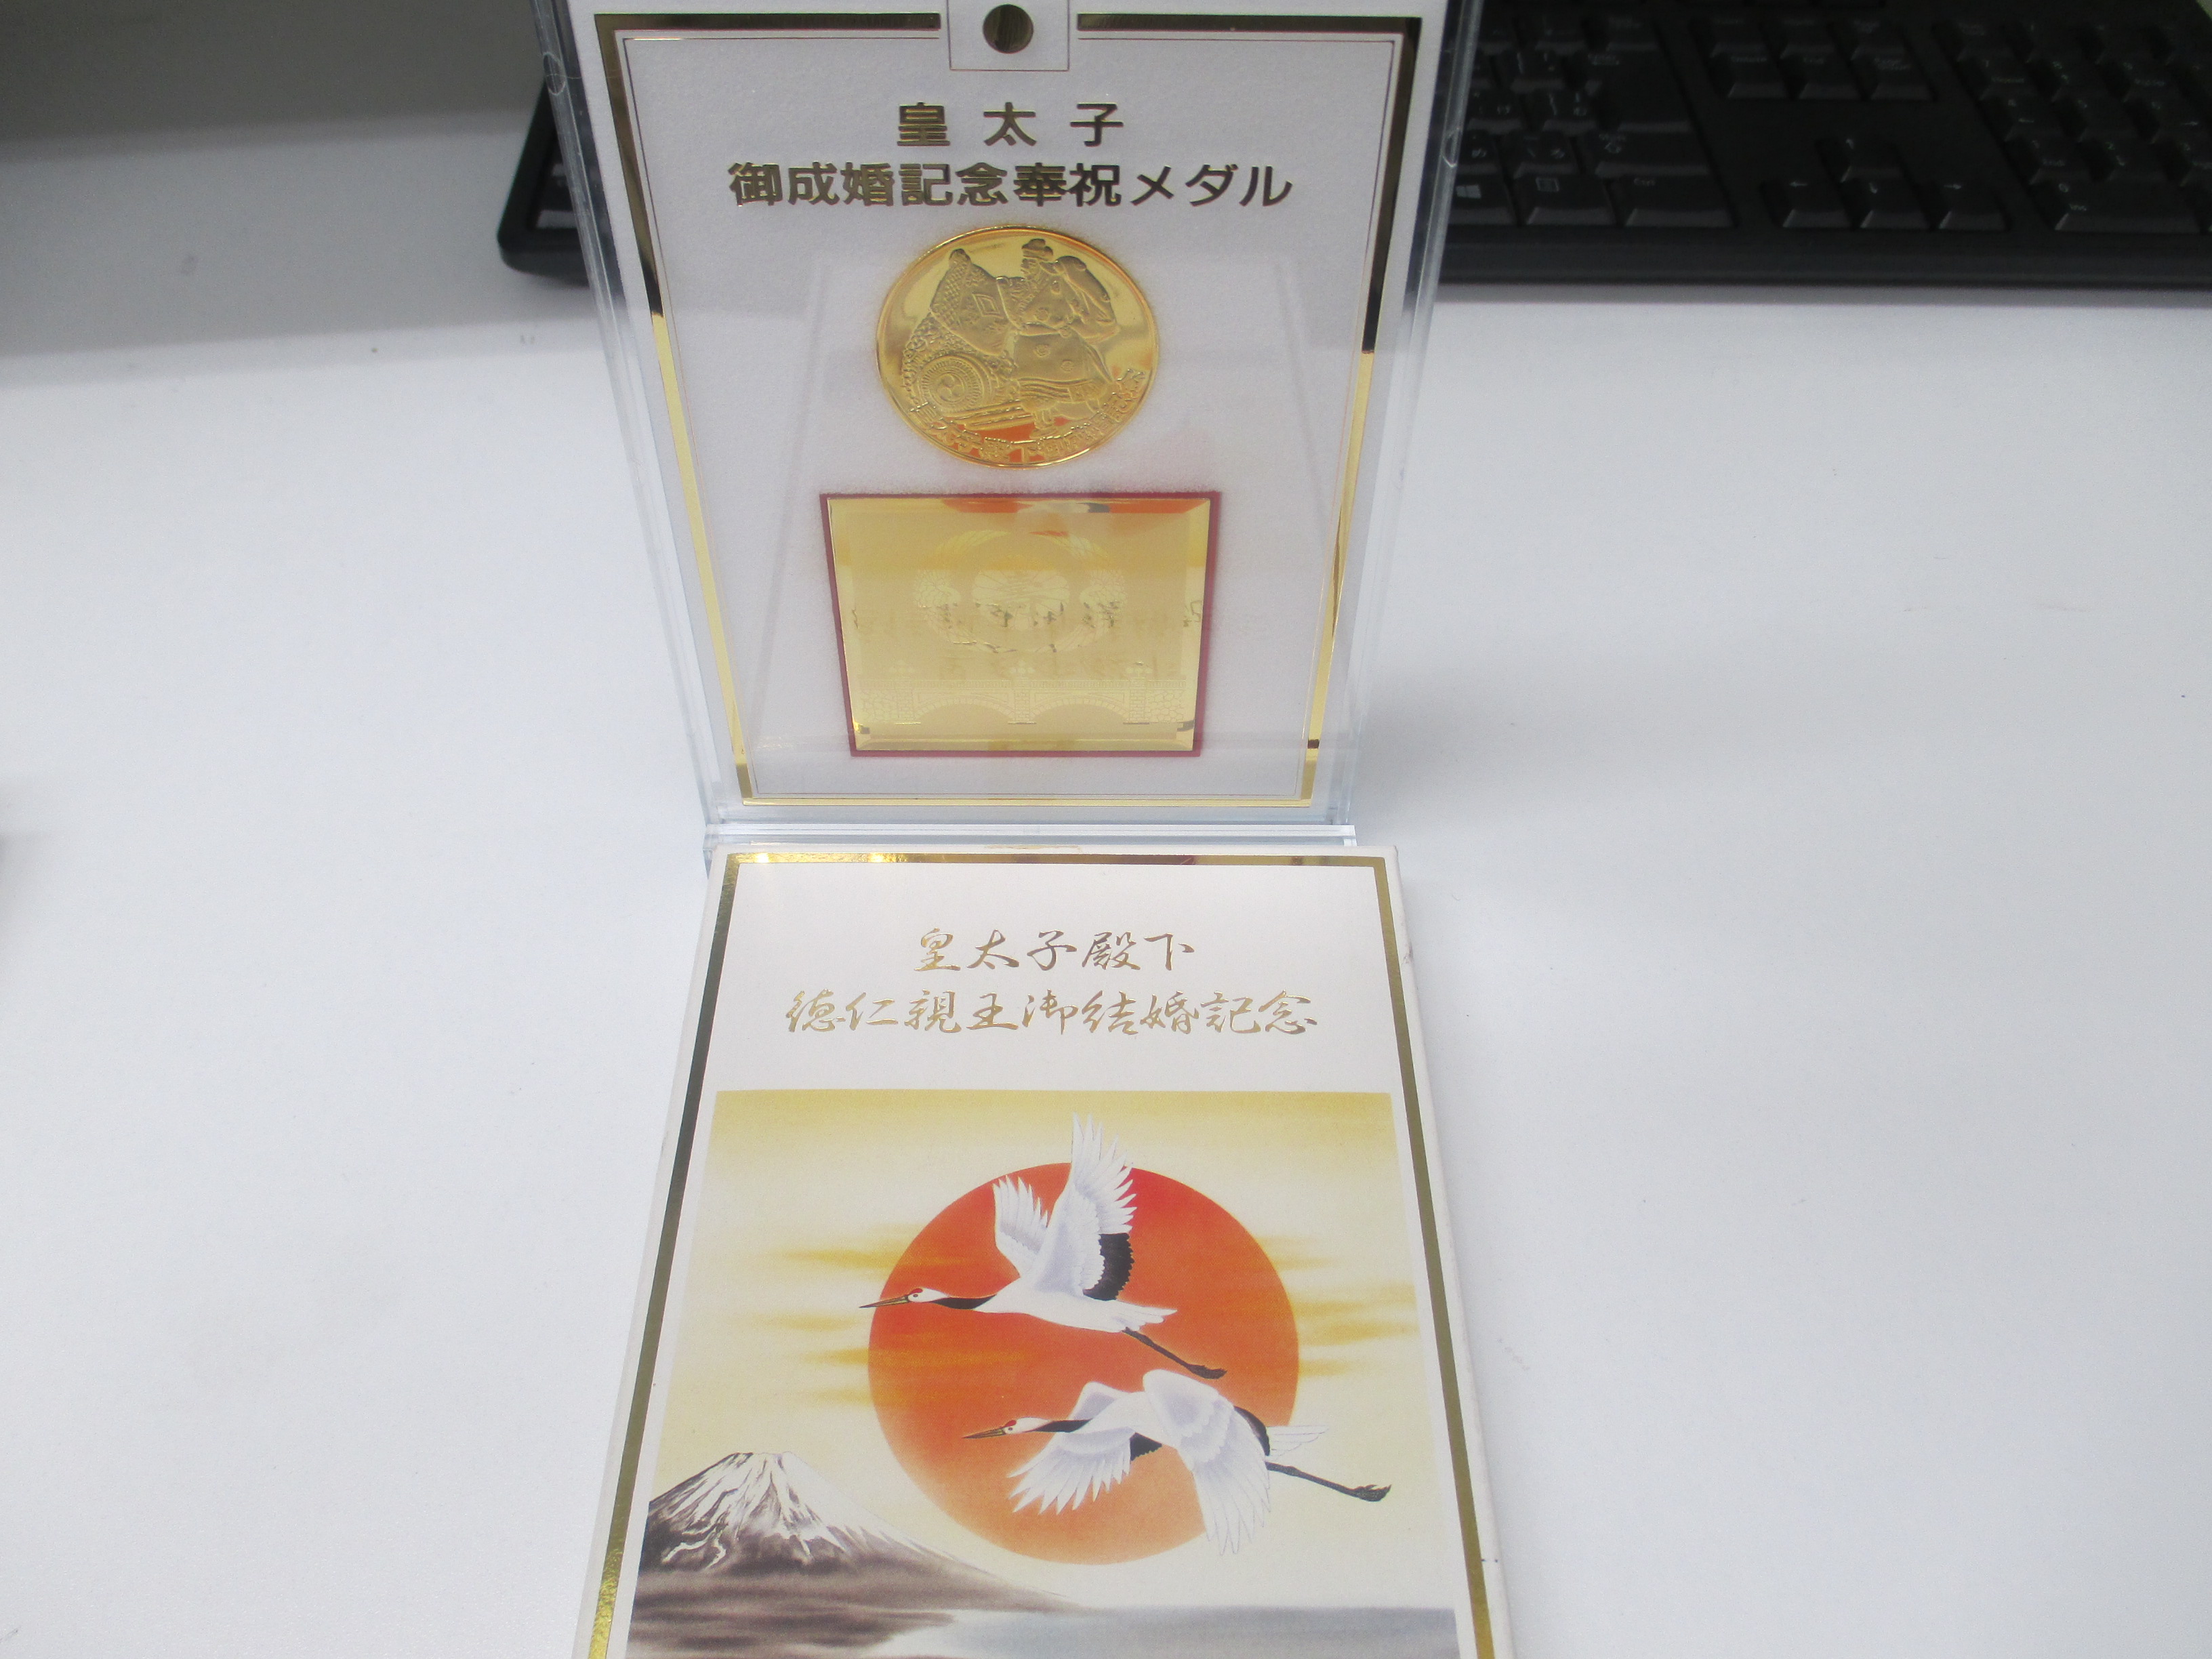 皇太子
御成婚記念奉祝メダル
皇太子殿下
徳仁親王御結婚記念